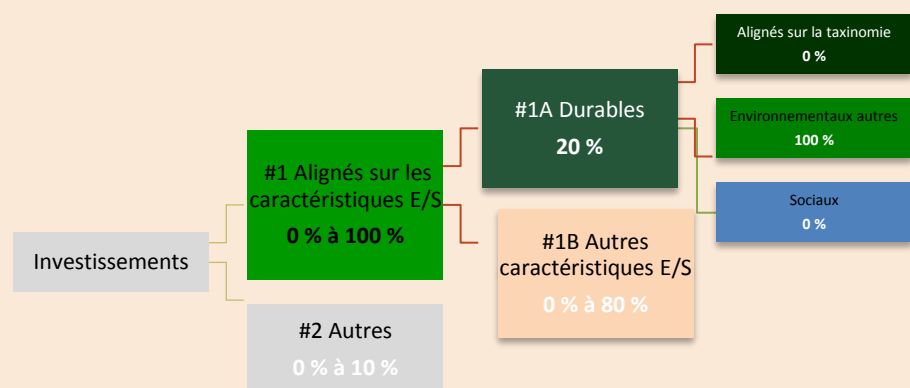 Investissements
#1 Alignés sur les
caractéristiques E/S
0 % à 100 %
#2 Autres
0 % à 10 %
#1A Durables
20 %
#1B Autres
caractéristiques E/S
0 % à 80 %
Alignés sur la taxinomie
0 %
Environnementaux autres
100 %
Sociaux
0 %